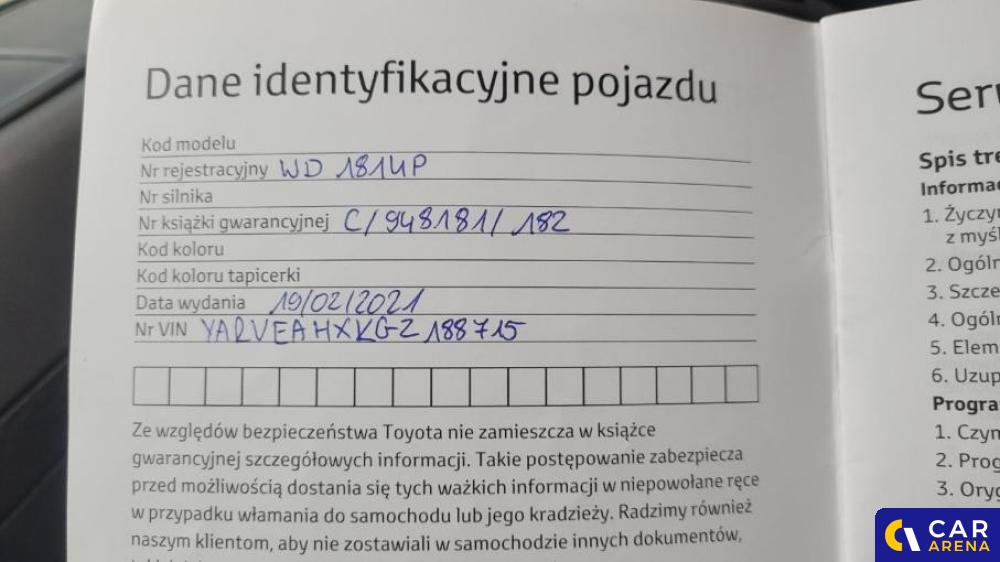 Dane identyfikacyjne pojazdu
Kod modelu
Nr rejestracyjny WD 181UP
Nr silnika
Nr książki gwarancyjnej C/948181/182
Kod koloru
Kod koloru tapicerki
Data wydania 19/02/2021
Nr VIN YARVEAHXKGZ188715
Ze względów bezpieczeństwa Toyota nie zamieszcza w książce
gwarancyjnej szczegółowych informacji. Takie postępowanie zabezpiecza
przed możliwością dostania się tych ważkich informacji w niepowołane ręce
w przypadku włamania do samochodu lub jego kradzieży. Radzimy również
naszym klientom, aby nie zostawiali w samochodzie innych dokumentów,
Spis tre
Informac
1. Życzy
z myśl
2. Ogóln
3. Szcze
4. Ogóln
5. Elem
6. Uzup
Progra
1. Czyn
2. Prog
3. Oryg
CAR
ARENA